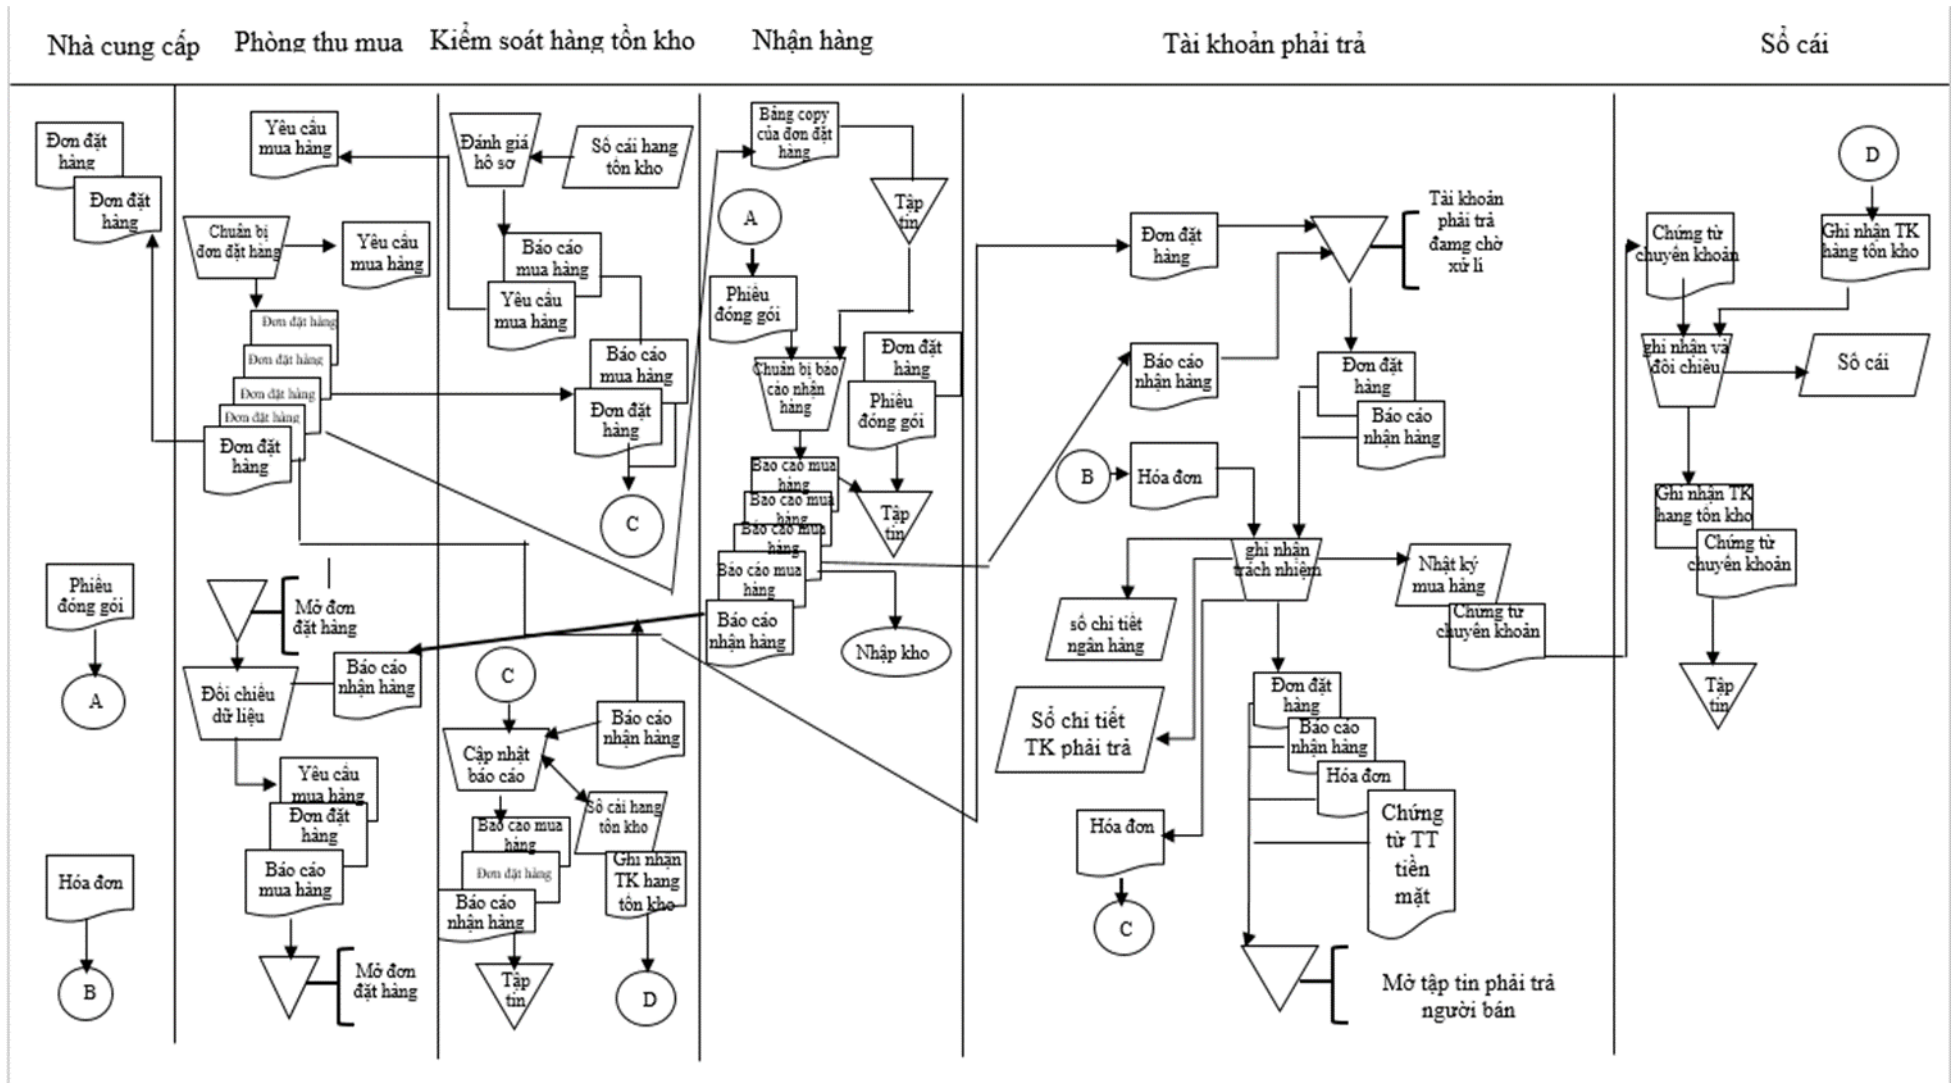 Nhà cung cấp
Phòng thu mua
Kiểm soát hàng tồn kho
Nhận hàng
Tài khoản phải trả
Sổ cái
Đơn đặt
hàng
Đơn đặt
hàng
Phiếu
đóng gói
A
Hóa đơn
B
Yêu cầu
mua hàng
Chuẩn bị
đơn đặt hàng
Yêu cầu
mua hàng
Đơn đặt hàng
Đơn đặt hàng
Đơn đặt hàng
Đơn đặt hàng
Đơn đặt
hàng
Mở đơn
đặt hàng
Đối chiếu
dữ liệu
Báo cáo
nhận hàng
Yêu cầu
mua hàng
Đơn đặt
hàng
Báo cáo
mua hàng
Mở đơn
đặt hàng
Đánh giá
hồ sơ
Sổ cái hang
tồn kho
Báo cáo
mua hàng
Yêu cầu
mua hàng
Báo cáo
mua hàng
Đơn đặt
hàng
C
C
Báo cáo
nhận hàng
Cập nhật
báo cáo
Sổ cái hang
tồn kho
Báo cáo mua
hàng
Đơn đặt hàng
Báo cáo
nhận hàng
Ghi nhận
TK hang
tồn kho
Tập
tin
D
Bảng copy
của đơn đặt
hàng
Tập
tin
A
Phiếu
đóng gói
Chuẩn bị báo
cáo nhận
hàng
Đơn đặt
hàng
Phiếu
đóng gói
Báo cáo mua
hàng
Báo cáo mua
hàng
Báo cáo mua
hàng
Báo cáo mua
hàng
Báo cáo
nhận hàng
Tập
tin
Nhập kho
Đơn đặt
hàng
Tài khoản
phải trả
đamg chờ
xử lí
Báo cáo
nhận hàng
Đơn đặt
hàng
Báo cáo
nhận hàng
B
Hóa đơn
ghi nhận
trách nhiệm
Nhật ký
mua hàng
Chứng từ
chuyển khoản
sổ chi tiết
ngân hàng
Sổ chi tiết
TK phải trả
Hóa đơn
C
Đơn đặt
hàng
Báo cáo
nhận hàng
Hóa đơn
Chứng
từ TT
tiền
mặt
Mở tập tin phải trả
người bán
D
Chứng từ
chuyển khoản
Ghi nhận TK
hàng tồn kho
ghi nhận và
đối chiếu
Sổ cái
Ghi nhận TK
hang tồn kho
Chứng từ
chuyển khoản
Tập
tin